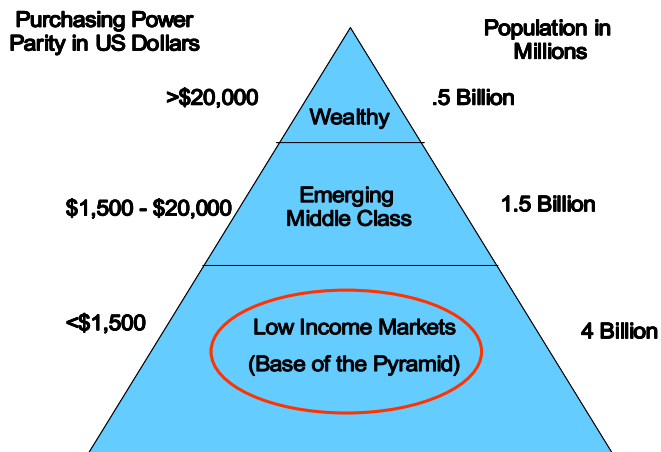 Purchasing Power
Parity in US Dollars
Population in
Millions
>$20,000
Wealthy
.5 Billion
$1,500 - $20,000
Emerging
Middle Class
1.5 Billion
<$1,500
Low Income Markets
(Base of the Pyramid)
4 Billion